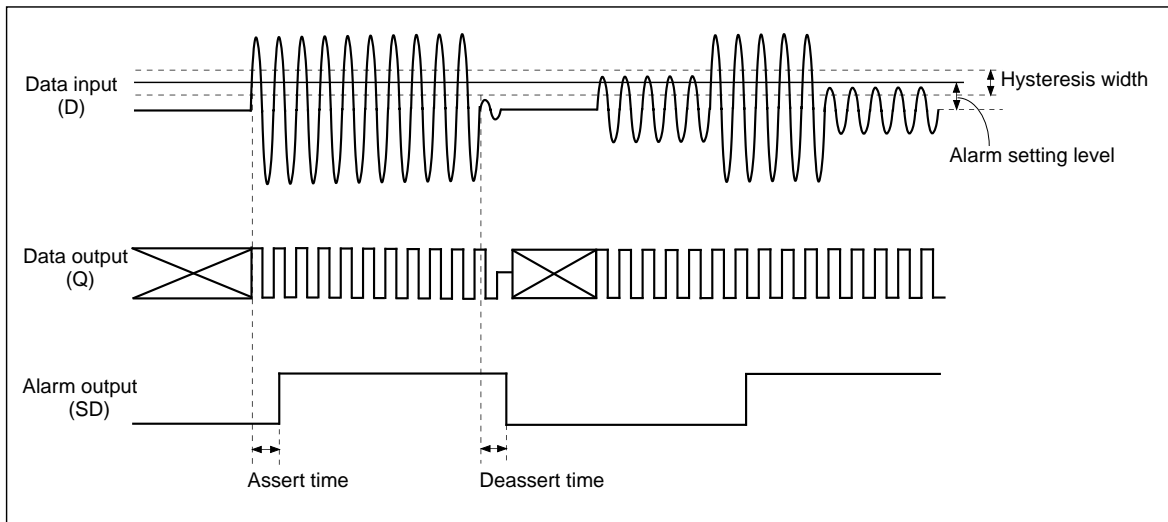 Data input
(D)
Hysteresis width
Alarm setting level
Data output
(Q)
Alarm output
(SD)
Assert time
Deassert time